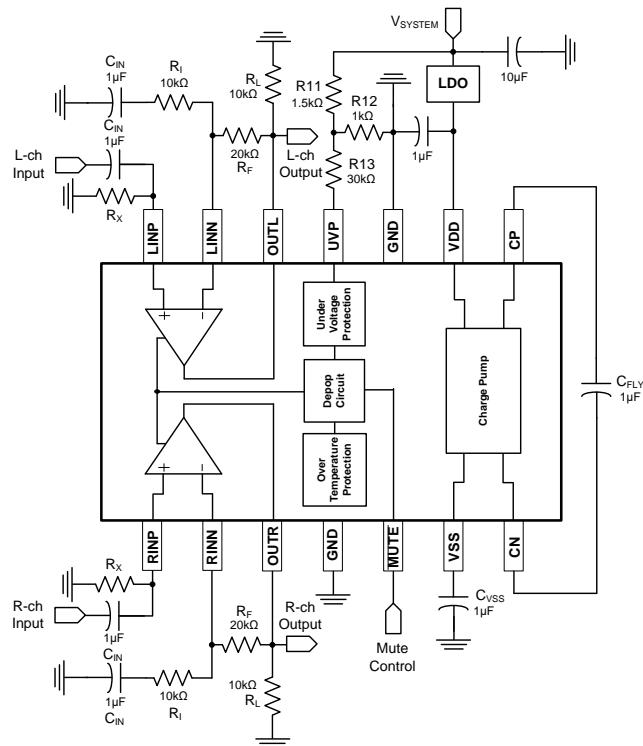 VSYSTEM
CIN
1μF
RI
10kΩ
RL
10kΩ
R11
1.5kΩ
R12
1kΩ
LDO
10μF
CIN
1μF
L-ch
Input
20kΩ
RF
L-ch
Output
R13
30kΩ
1μF
RX
LINP
LINN
OUTL
UVP
GND
VDD
CP
+
-
Under
Voltage
Protection
Depop
Circuit
Charge Pump
CFLY
1μF
Over
Temperature
Protection
+
-
RINP
RINN
OUTR
GND
MUTE
VSS
CN
RX
R-ch
Input
1μF
CIN
RF
20kΩ
R-ch
Output
CVSS
1μF
Mute
Control
1μF
CIN
10kΩ
RI
10kΩ
RL